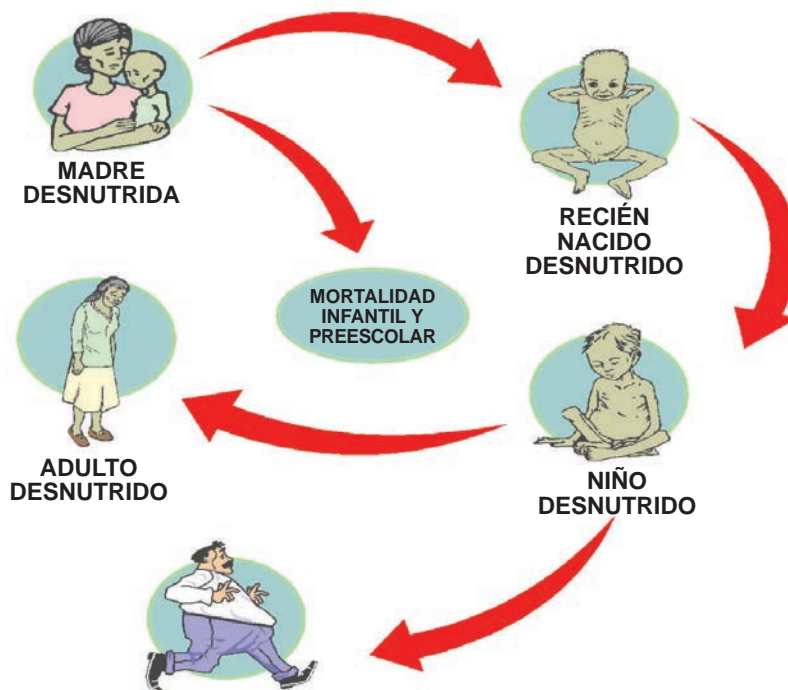 MADRE
DESNUTRIDA
RECIÉN
NACIDO
DESNUTRIDO
MORTALIDAD
INFANTIL Y
PREESCOLAR
ADULTO
DESNUTRIDO
NIÑO
DESNUTRIDO